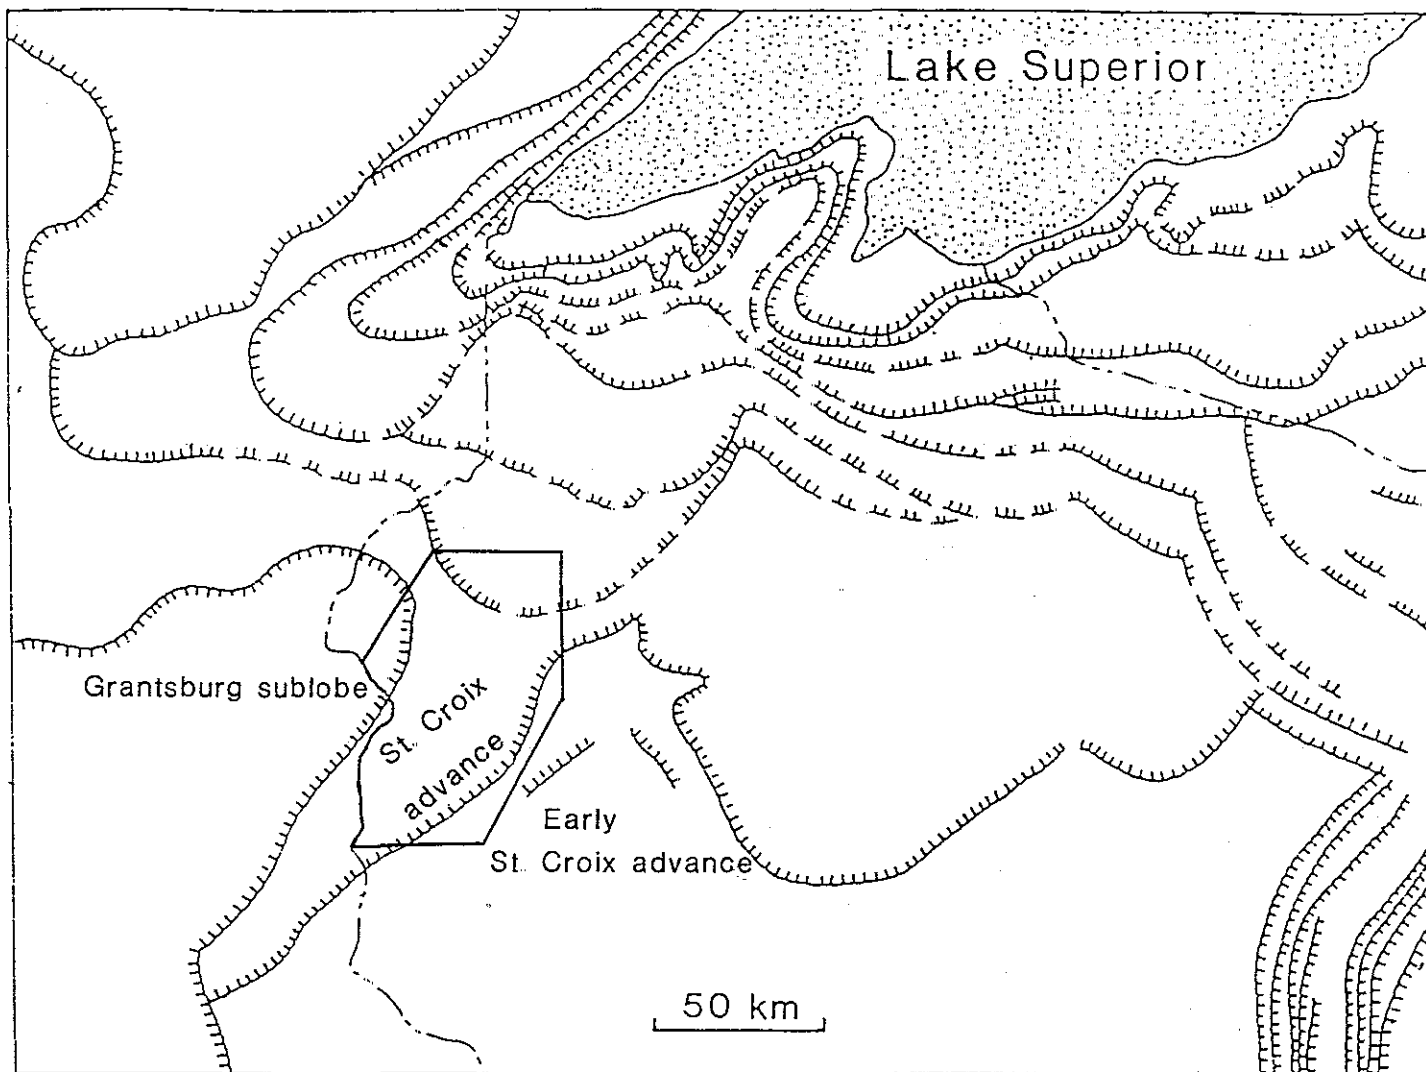 Lake Superior
Grantsburg sublobe
St. Croix
advance
Early
St. Croix advance
50 km